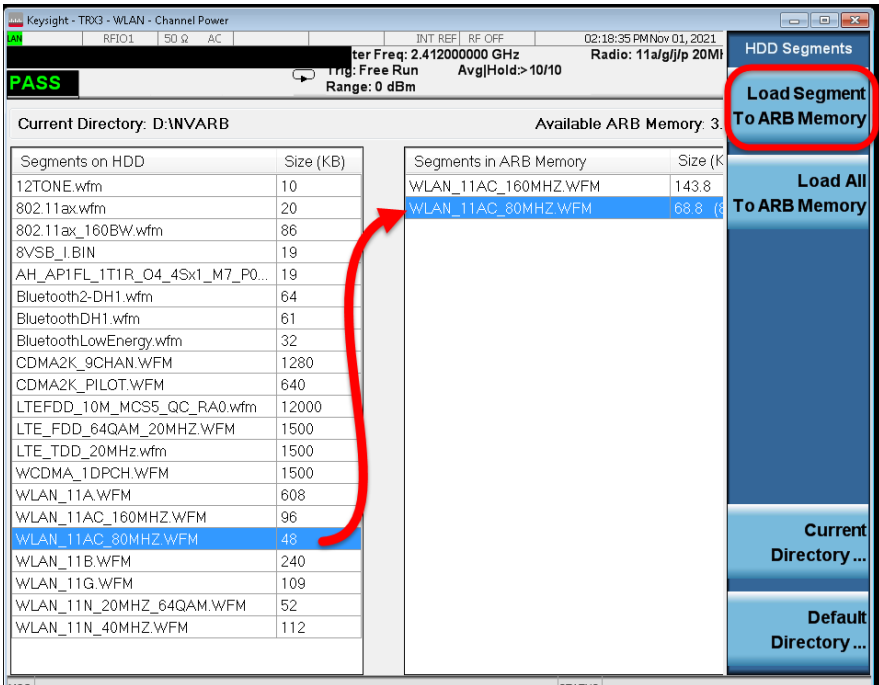 Keysight - TRX3 - WLAN - Channel Power
LAN RFIO1 50 Ω AC INT REF RF OFF 02:18:35 PM Nov 01, 2021
ter Freq: 2.412000000 GHz Radio: 11a/g/j/p 20M
Trig: Free Run Avg|Hold:>10/10
PASS Range: 0 dBm
HDD Segments
Load Segment
To ARB Memory
Load All
To ARB Memory
Current
Directory ...
Default
Directory ...
Current Directory: D:\NVARB Available ARB Memory: 3.
Segments on HDD Size (KB)
12TONE.wfm 10
802.11ax.wfm 20
802.11ax_160BW.wfm 86
8VSB_I.BIN 19
AH_AP1FL_1T1R_O4_4Sx1_M7_P0... 19
Bluetooth2-DH1.wfm 64
BluetoothDH1.wfm 61
BluetoothLowEnergy.wfm 32
CDMA2K_9CHAN.WFM 1280
CDMA2K_PILOT.WFM 640
LTEFDD_10M_MCS5_QC_RA0.wfm 12000
LTE_FDD_64QAM_20MHZ.WFM 1500
LTE_TDD_20MHz.wfm 1500
WCDMA_1DPCH.WFM 1500
WLAN_11A.WFM 608
WLAN_11AC_160MHZ.WFM 96
WLAN_11AC_80MHZ.WFM 48
WLAN_11B.WFM 240
WLAN_11G.WFM 109
WLAN_11N_20MHZ_64QAM.WFM 52
WLAN_11N_40MHZ.WFM 112
Segments in ARB Memory Size (K
WLAN_11AC_160MHZ.WFM 143.8
WLAN_11AC_80MHZ.WFM 68.8 (8